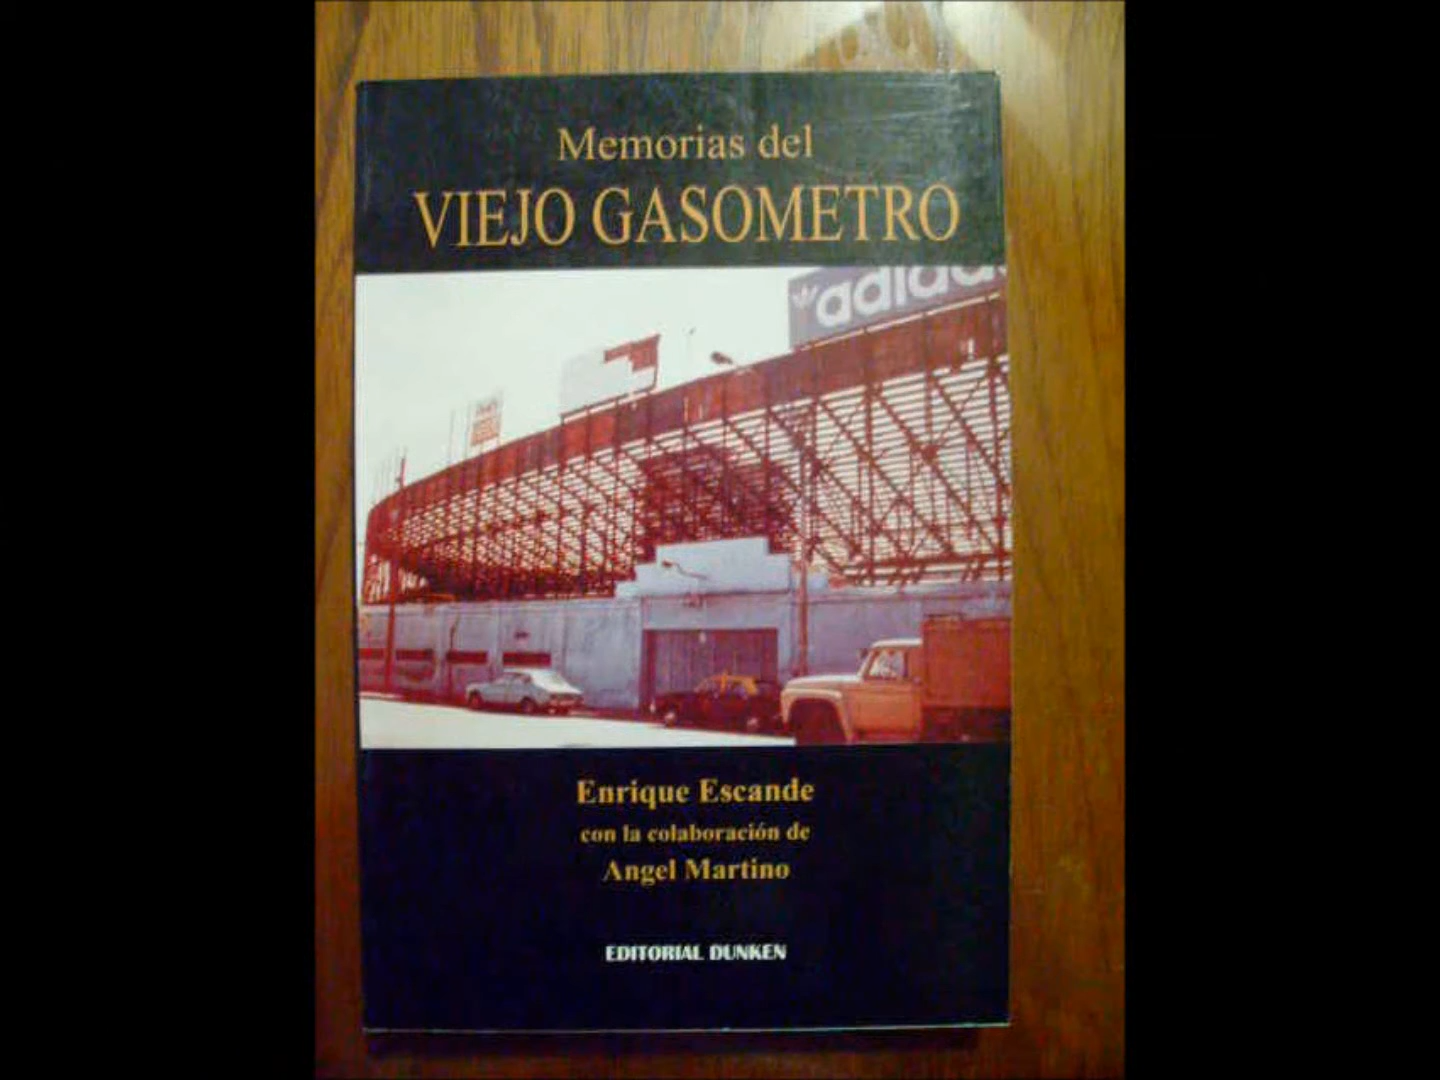 Memorias del
VIEJO GASOMETRO
adidas
Enrique Escande
con la colaboración de
Angel Martino
EDITORIAL DUNKEN